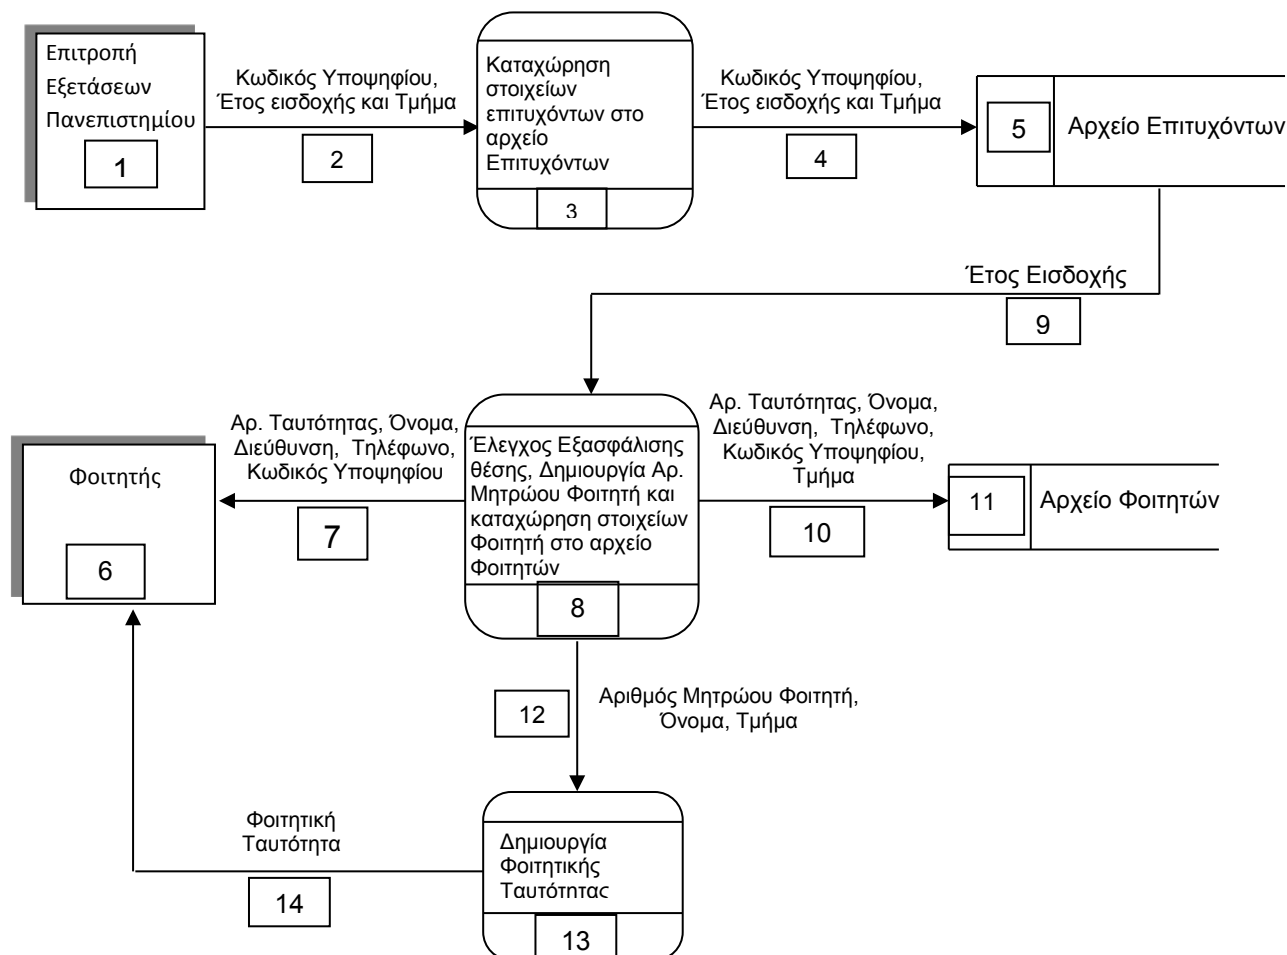 Επιτροπή
Εξετάσεων
Πανεπιστημίου
1
Κωδικός Υποψηφίου,
Έτος εισδοχής και Τμήμα
2
Καταχώρηση
στοιχείων
επιτυχόντων στο
αρχείο
Επιτυχόντων
3
Κωδικός Υποψηφίου,
Έτος εισδοχής και Τμήμα
4
5
Αρχείο Επιτυχόντων
Έτος Εισδοχής
9
Φοιτητής
6
Αρ. Ταυτότητας, Όνομα,
Διεύθυνση, Τηλέφωνο,
Κωδικός Υποψηφίου
7
Έλεγχος Εξασφάλισης
θέσης, Δημιουργία Αρ.
Μητρώου Φοιτητή και
καταχώρηση στοιχείων
Φοιτητή στο αρχείο
Φοιτητών
8
Αρ. Ταυτότητας, Όνομα,
Διεύθυνση, Τηλέφωνο,
Κωδικός Υποψηφίου,
Τμήμα
10
11
Αρχείο Φοιτητών
12
Αριθμός Μητρώου Φοιτητή,
Όνομα, Τμήμα
Φοιτητική
Ταυτότητα
14
Δημιουργία
Φοιτητικής
Ταυτότητας
13